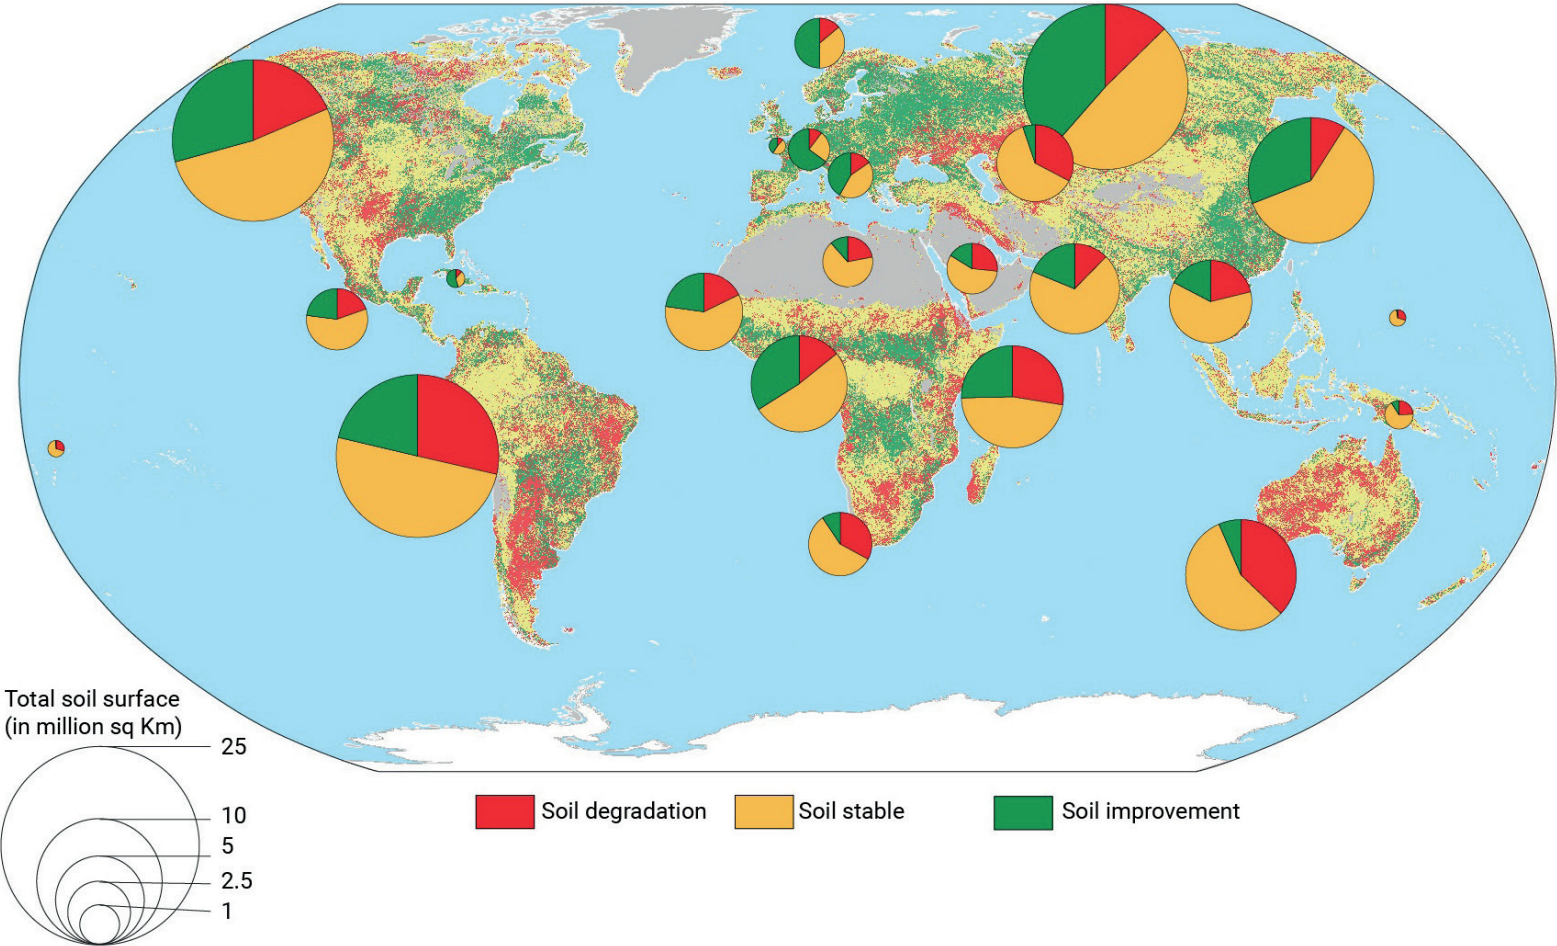 Total soil surface
(in million sq Km)
25
10
5
2.5
1
Soil degradation
Soil stable
Soil improvement